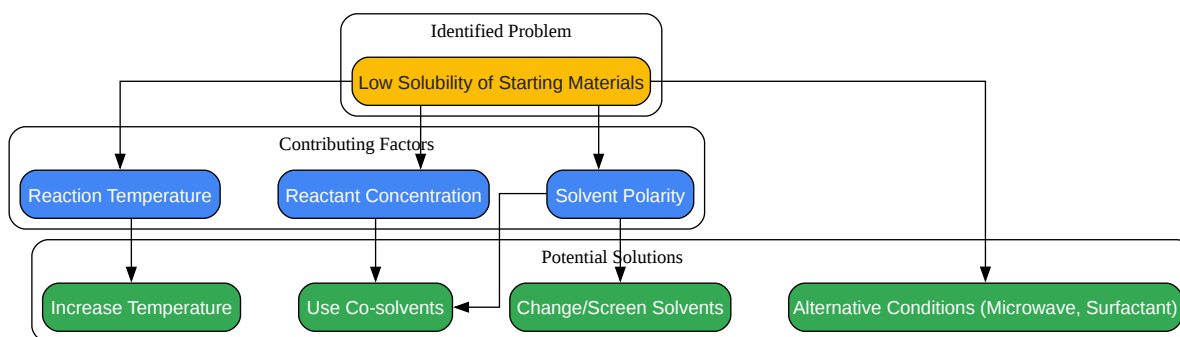 Identified Problem
Low Solubility of Starting Materials
Contributing Factors
Reaction Temperature
Reactant Concentration
Solvent Polarity
Potential Solutions
Increase Temperature
Use Co-solvents
Change/Screen Solvents
Alternative Conditions (Microwave, Surfactant)